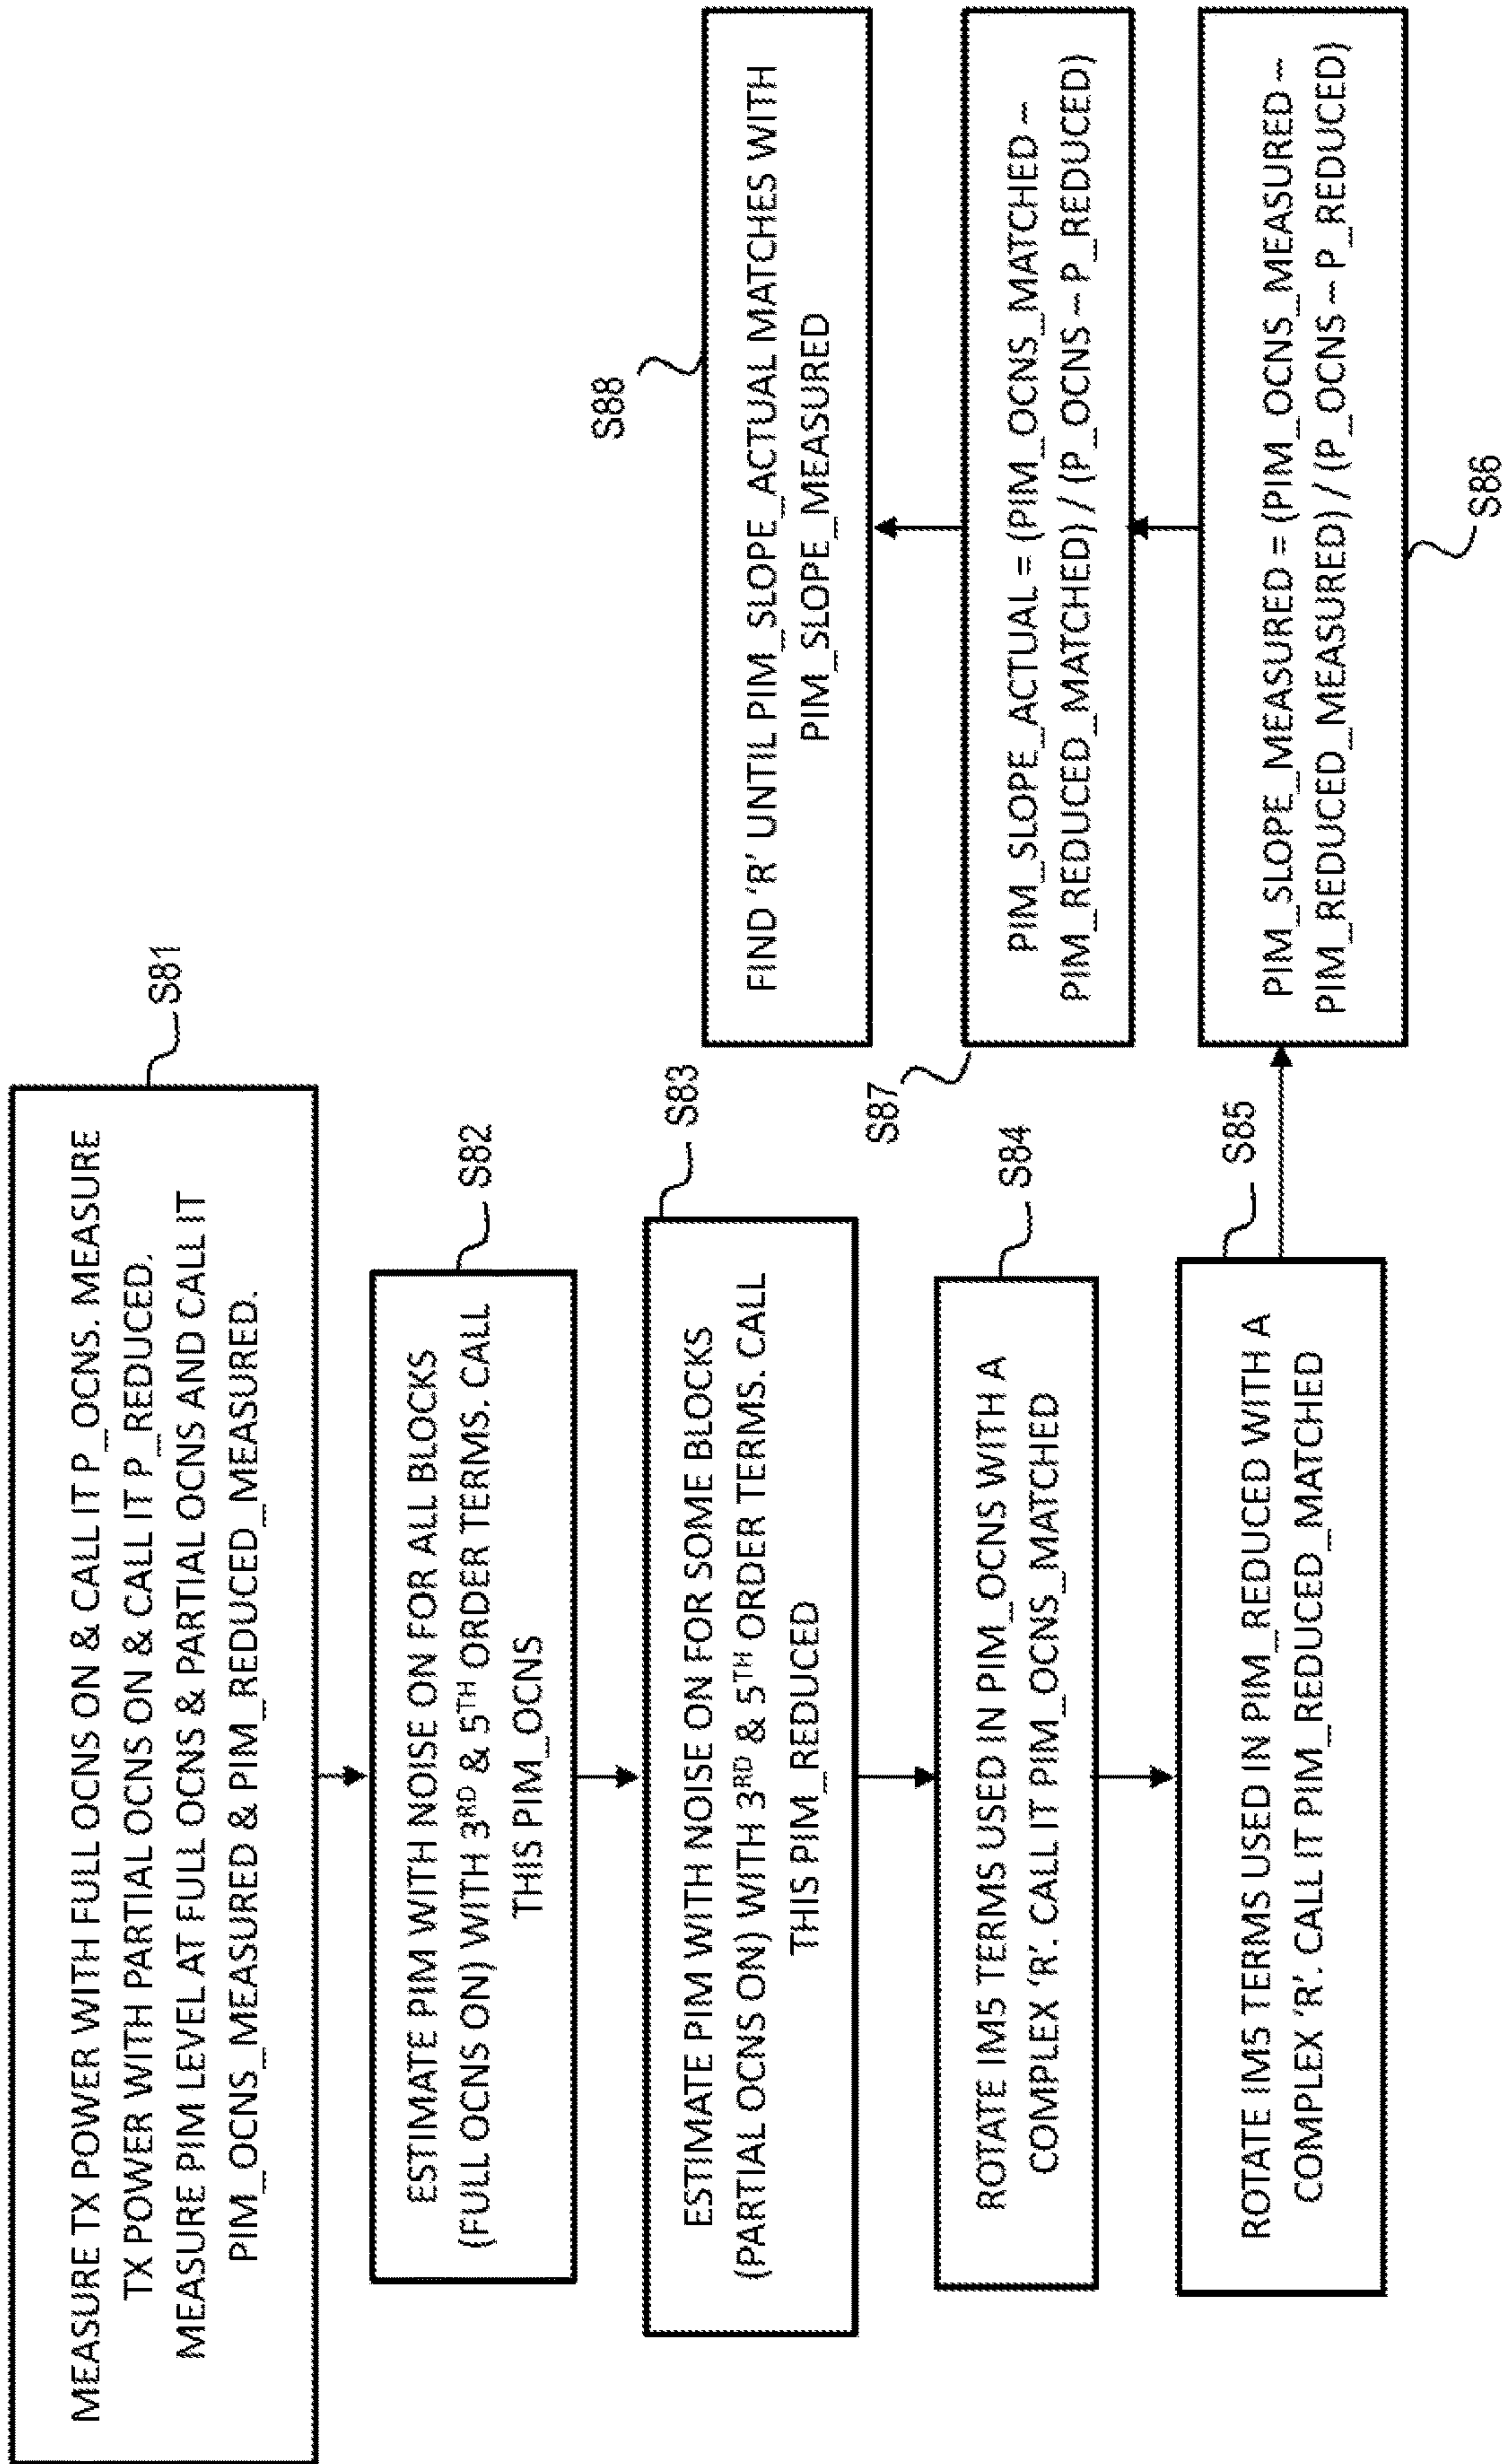 MEASURE TX POWER WITH FULL OCNS ON & CALL IT P_OCNS. MEASURE
TX POWER WITH PARTIAL OCNS ON & CALL IT P_REDUCED.
MEASURE PIM LEVEL AT FULL OCNS & PARTIAL OCNS AND CALL IT
PIM_OCNS_MEASURED & PIM_REDUCED_MEASURED.
S81
ESTIMATE PIM WITH NOISE ON FOR ALL BLOCKS
(FULL OCNS ON) WITH 3RD & 5TH ORDER TERMS. CALL
THIS PIM_OCNS
S82
ESTIMATE PIM WITH NOISE ON FOR SOME BLOCKS
(PARTIAL OCNS ON) WITH 3RD & 5TH ORDER TERMS. CALL
THIS PIM_REDUCED
S83
ROTATE IM5 TERMS USED IN PIM_OCNS WITH A
COMPLEX 'R'. CALL IT PIM_OCNS_MATCHED
S84
ROTATE IM5 TERMS USED IN PIM_REDUCED WITH A
COMPLEX 'R'. CALL IT PIM_REDUCED_MATCHED
S85
PIM_SLOPE_MEASURED = (PIM_OCNS_MEASURED –
PIM_REDUCED_MEASURED) / (P_OCNS – P_REDUCED)
S86
PIM_SLOPE_ACTUAL = (PIM_OCNS_MATCHED –
PIM_REDUCED_MATCHED) / (P_OCNS – P_REDUCED)
S87
FIND 'R' UNTIL PIM_SLOPE_ACTUAL MATCHES WITH
PIM_SLOPE_MEASURED
S88